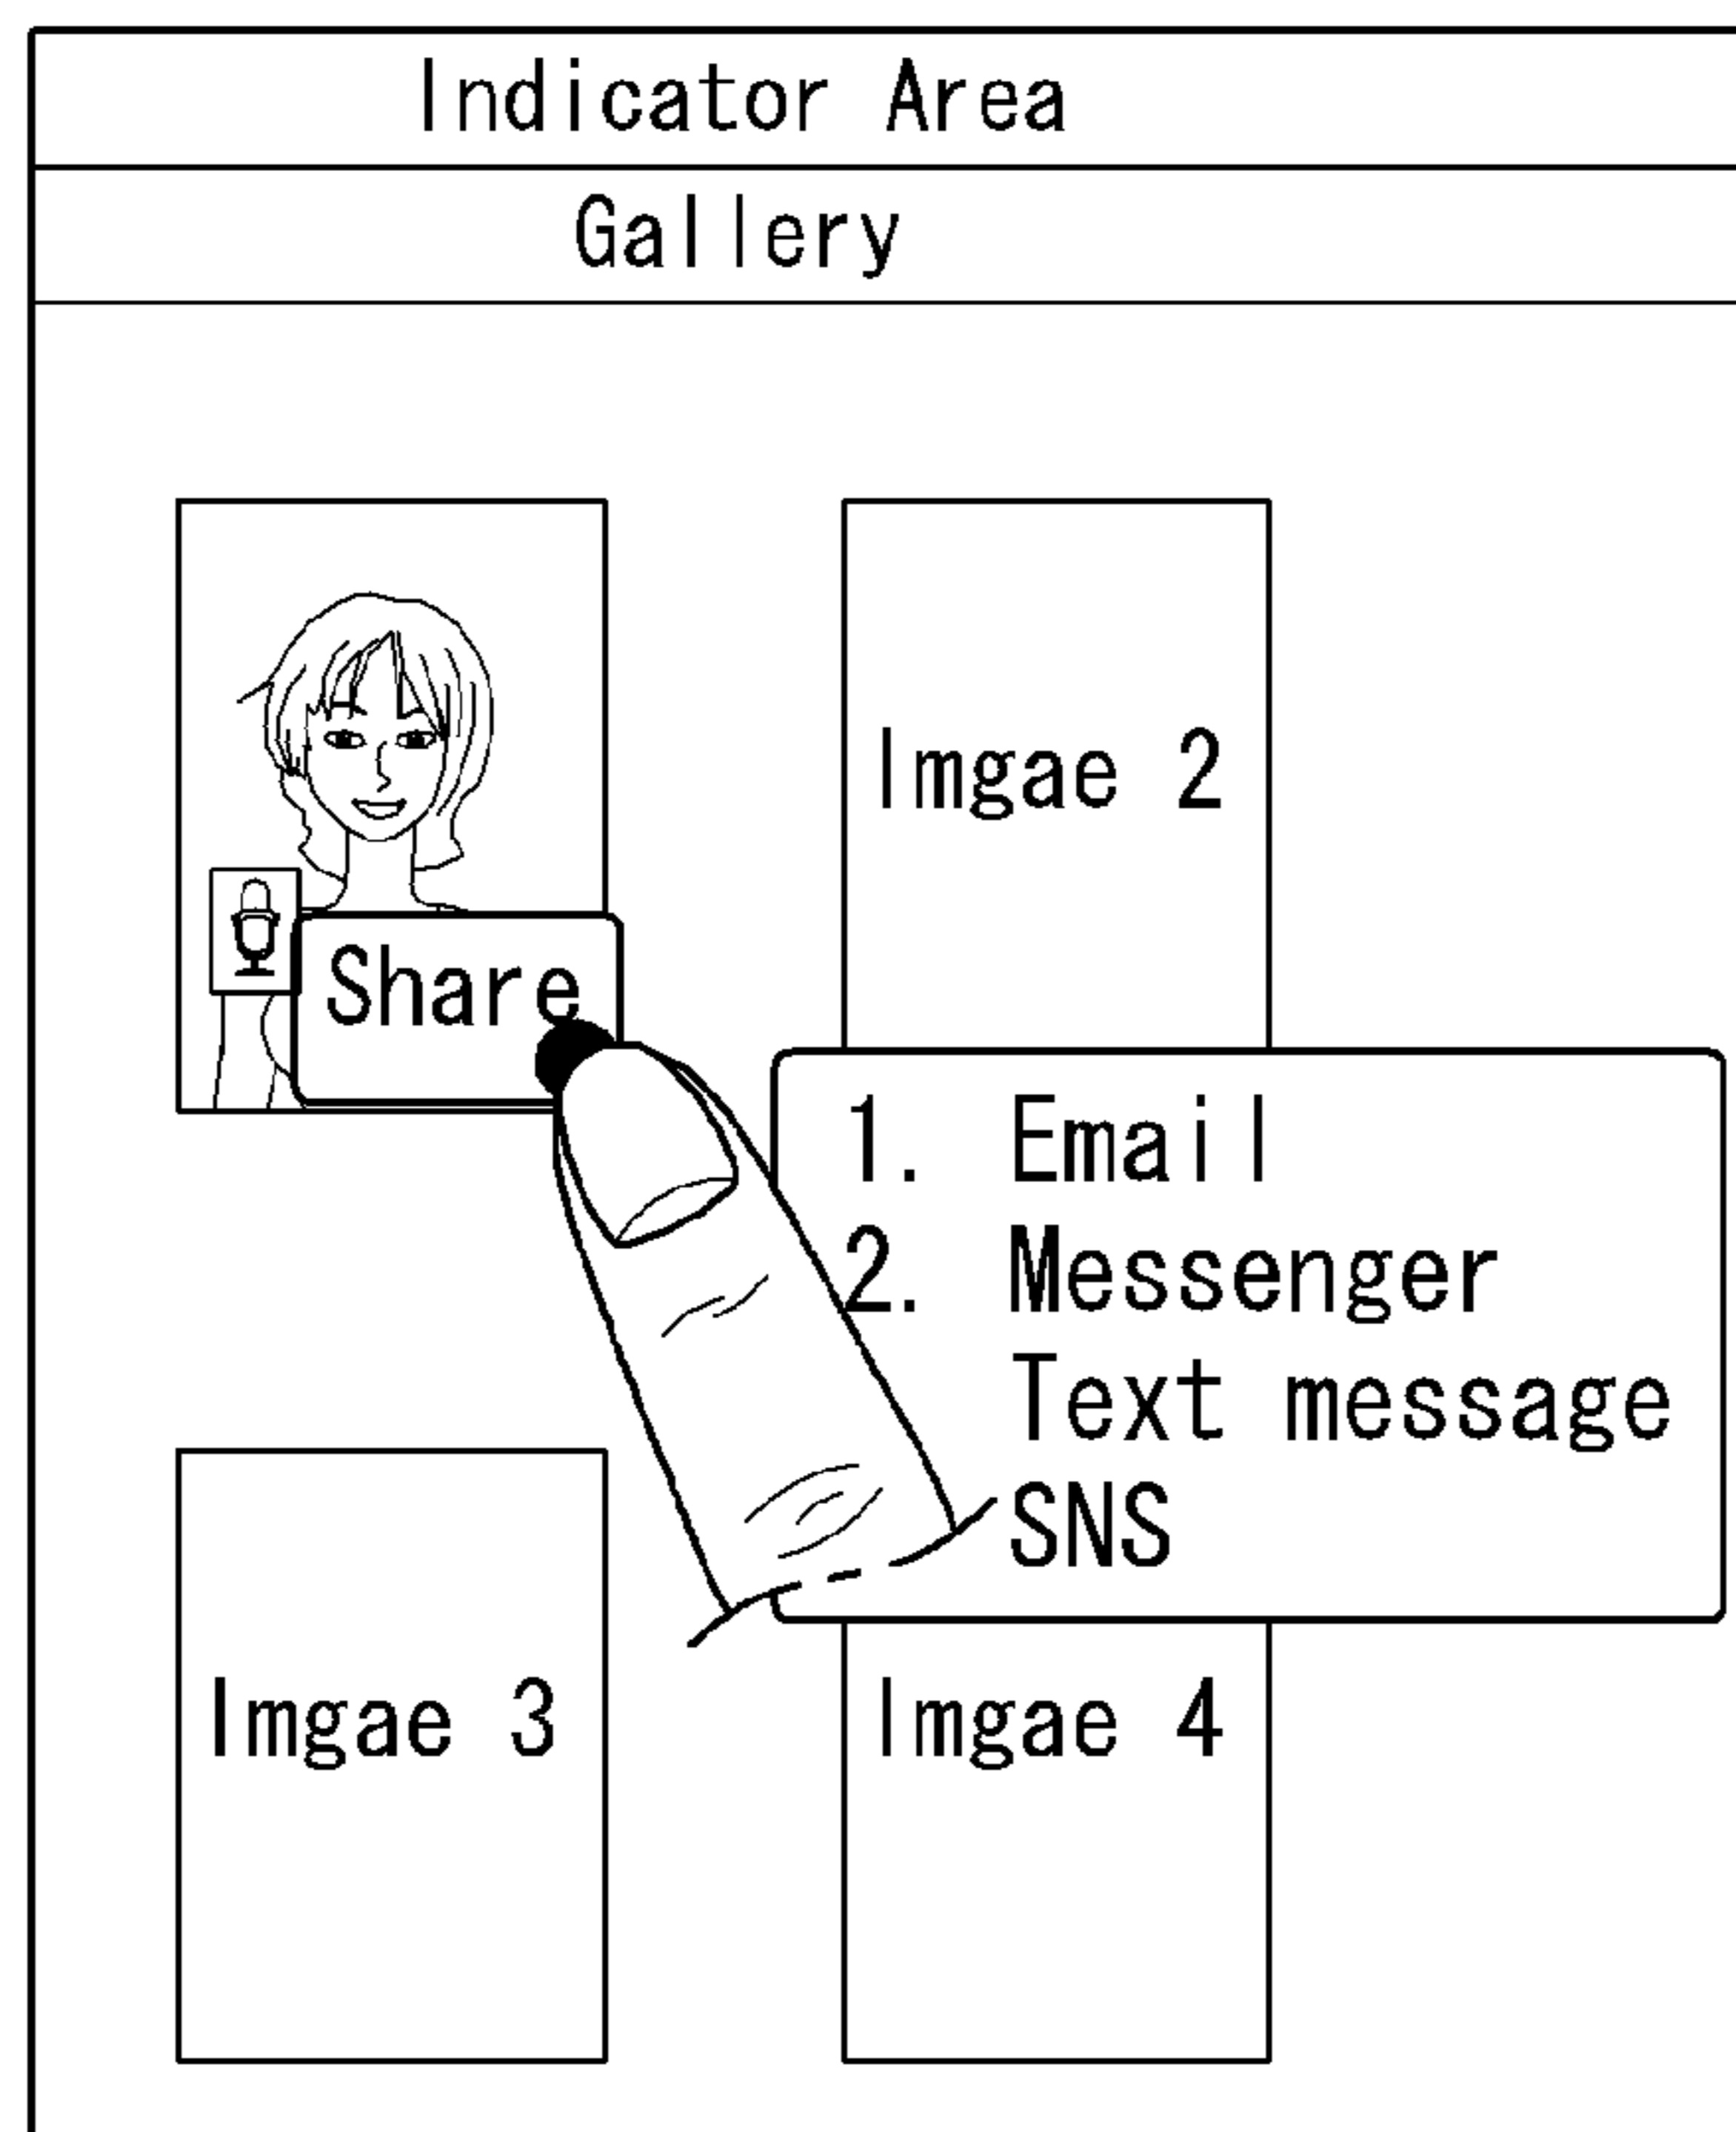 Indicator Area
Gallery
Imgae 2
Share
1. Email
2. Messenger
Text message
SNS
Imgae 3
Imgae 4